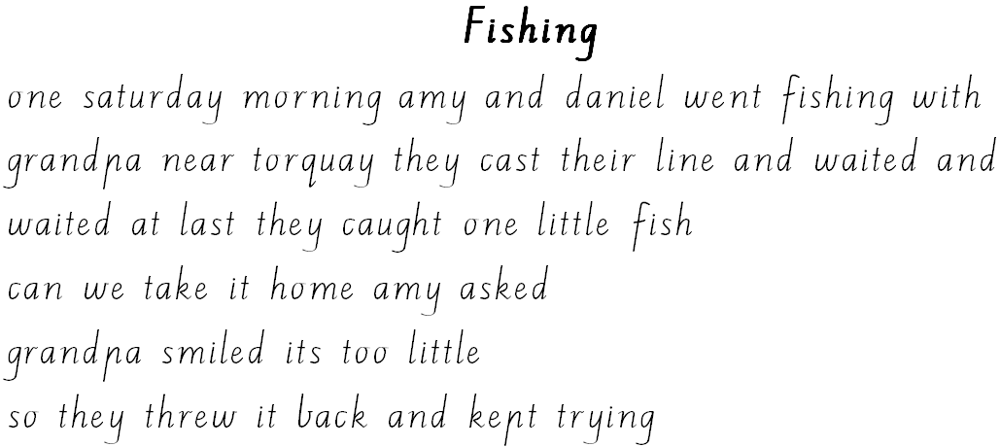 Fishing
one saturday morning amy and daniel went fishing with
grandpa near torquay they cast their line and waited and
waited at last they caught one little fish
can we take it home amy asked
grandpa smiled its too little
so they threw it back and kept trying